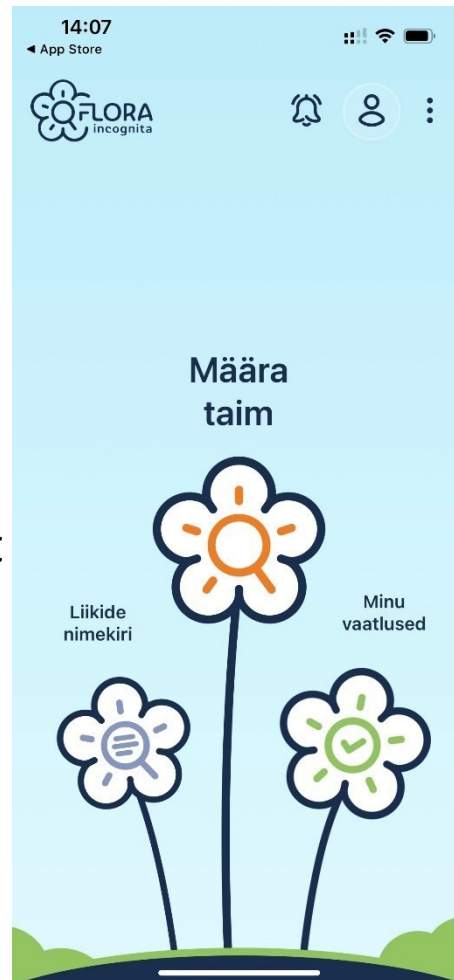 14:07
◀ App Store
FLORA
incognita
Määra
taim
Liikide
nimekiri
Minu
vaatlused